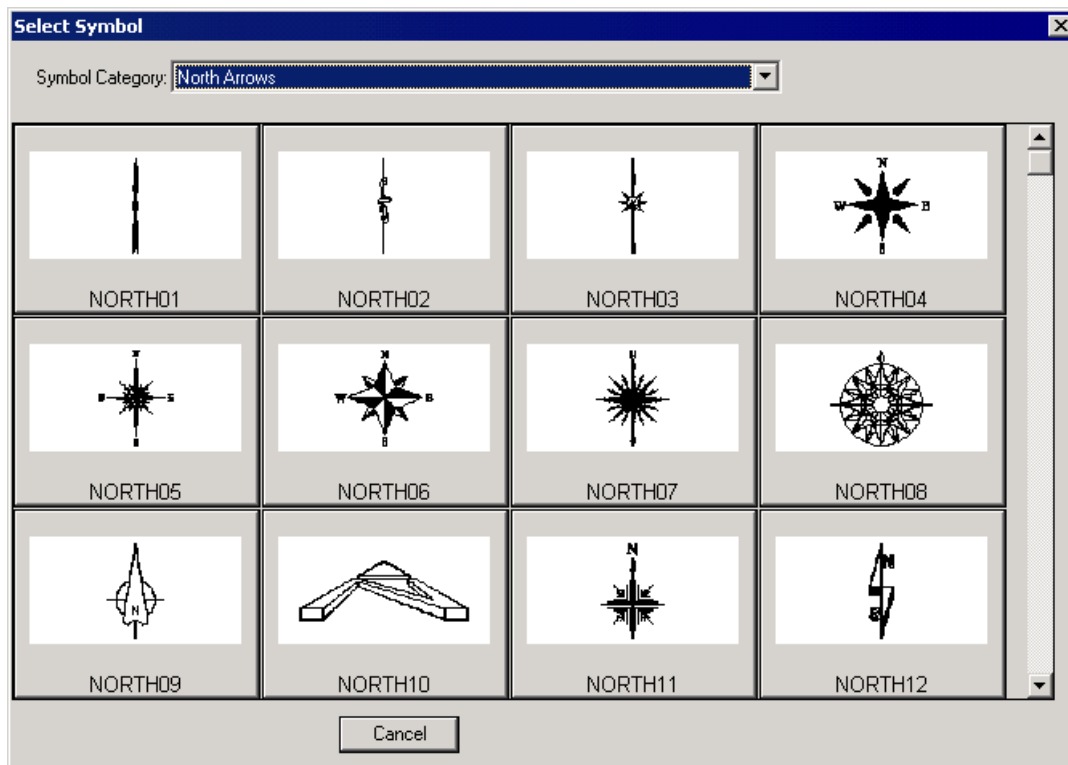 Select Symbol
Symbol Category: North Arrows
NORTH01 NORTH02 NORTH03 NORTH04
N
W
E
S
NORTH05 NORTH06 NORTH07 NORTH08
N
W
NORTH09 NORTH10 NORTH11 NORTH12
N
N
N
Cancel